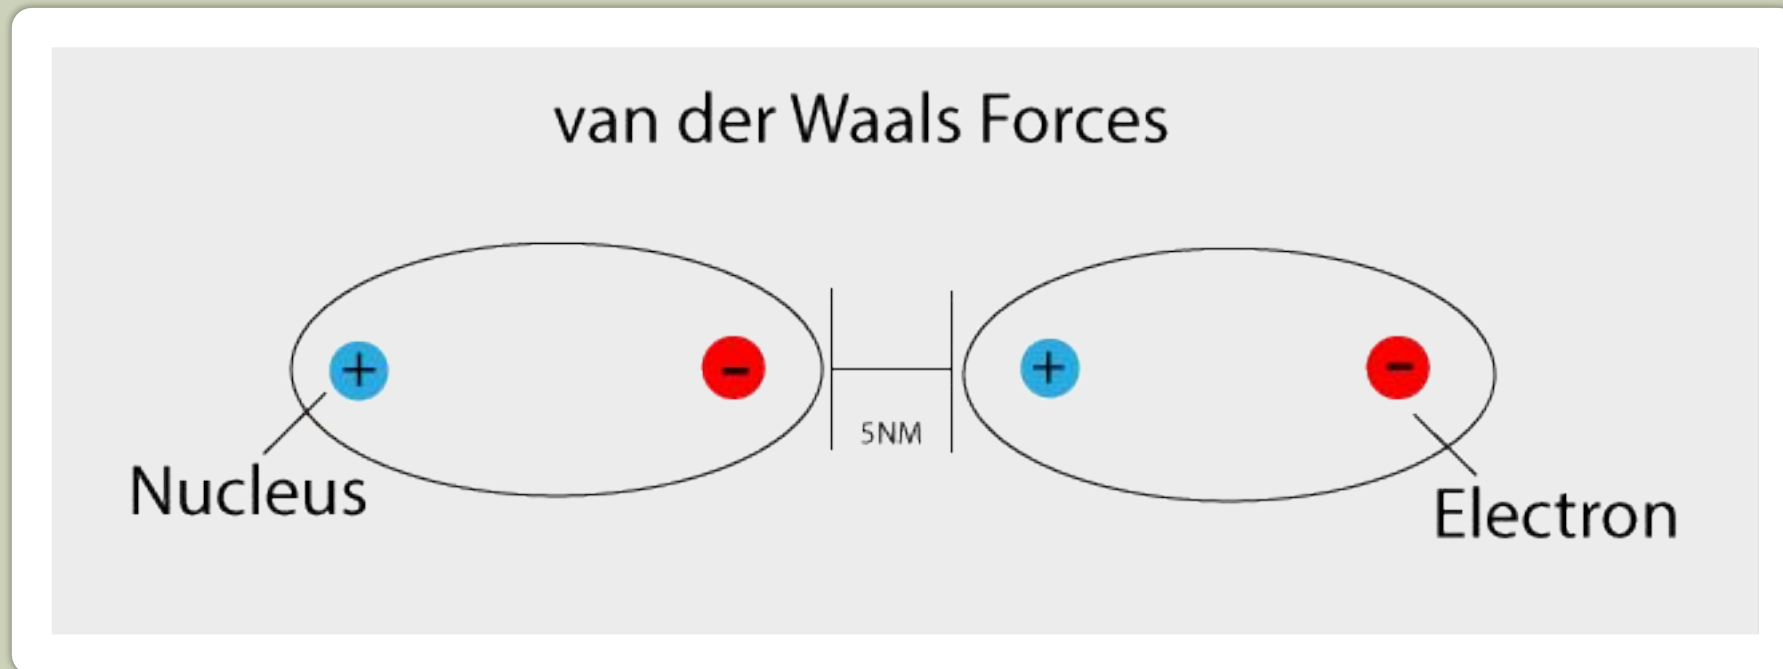 van der Waals Forces
+
-
+
-
5NM
Nucleus
Electron